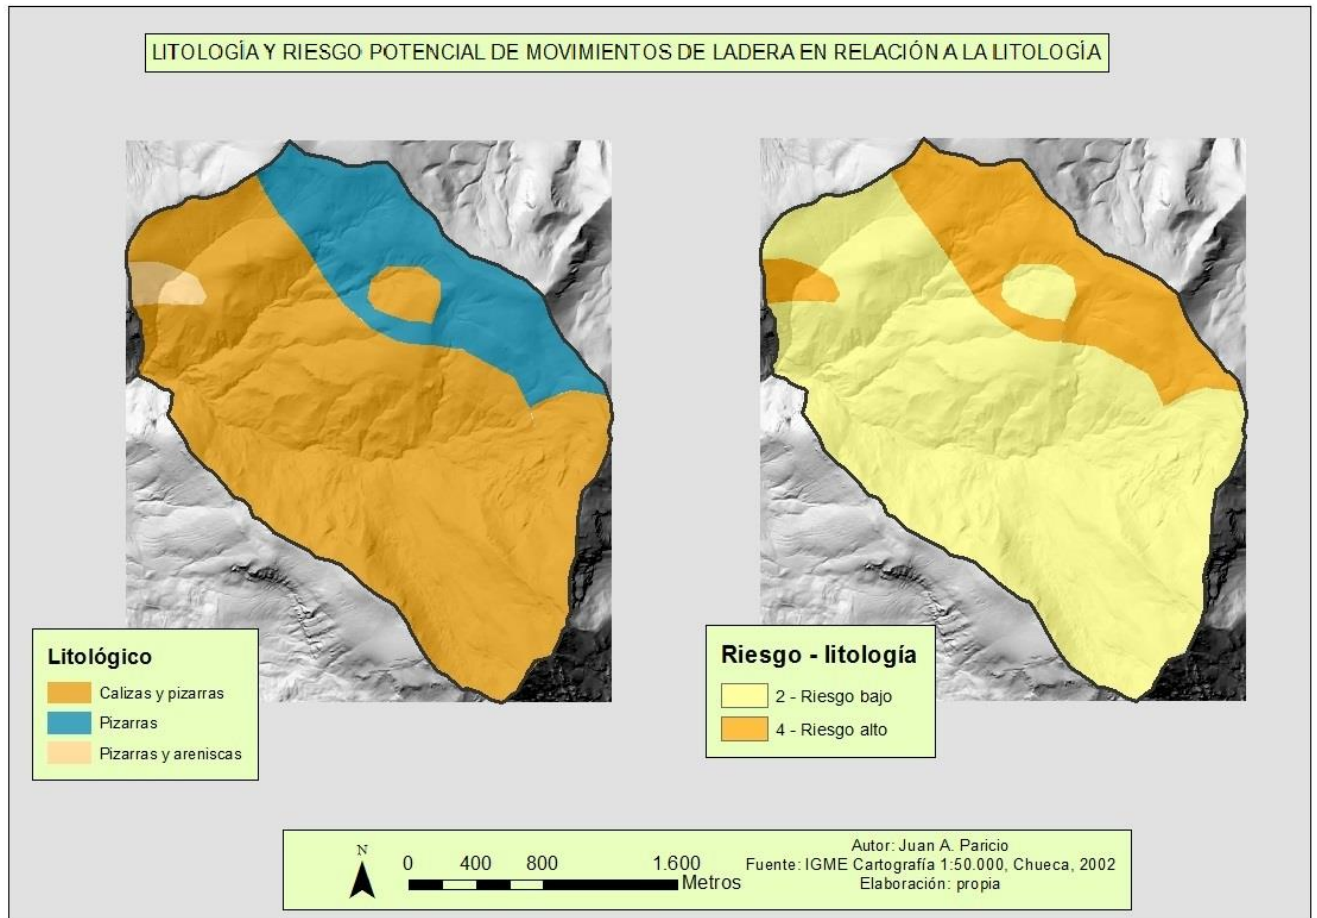 LITOLOGÍA Y RIESGO POTENCIAL DE MOVIMIENTOS DE LADERA EN RELACIÓN A LA LITOLOGÍA
Litológico
Calizas y pizarras
Pizarras
Pizarras y areniscas
Riesgo - litología
2 - Riesgo bajo
4 - Riesgo alto
N
0 400 800 1.600
Metros
Autor: Juan A. Paricio
Fuente: IGME Cartografía 1:50.000, Chueca, 2002
Elaboración: propia